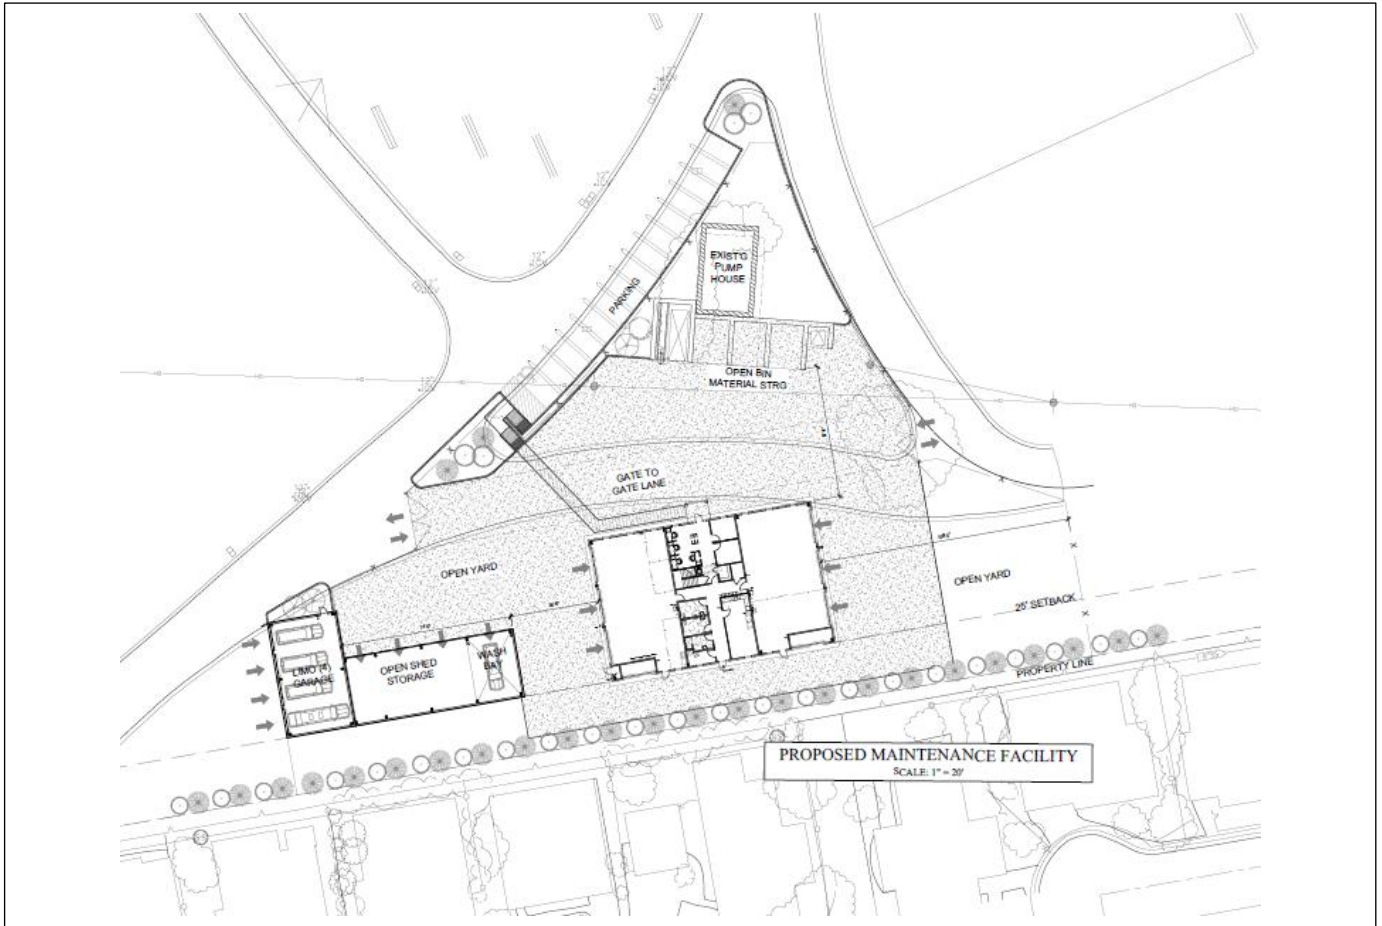 EXIST'G
PUMP
HOUSE
PARKING
OPEN BIN
MATERIAL STRG
GATE TO
GATE LANE
OPEN YARD
OPEN YARD
25' SETBACK
LIMO (4)
GARAGE
OPEN SHED
STORAGE
WASH
BAY
PROPERTY LINE
PROPOSED MAINTENANCE FACILITY
SCALE: 1" = 20'